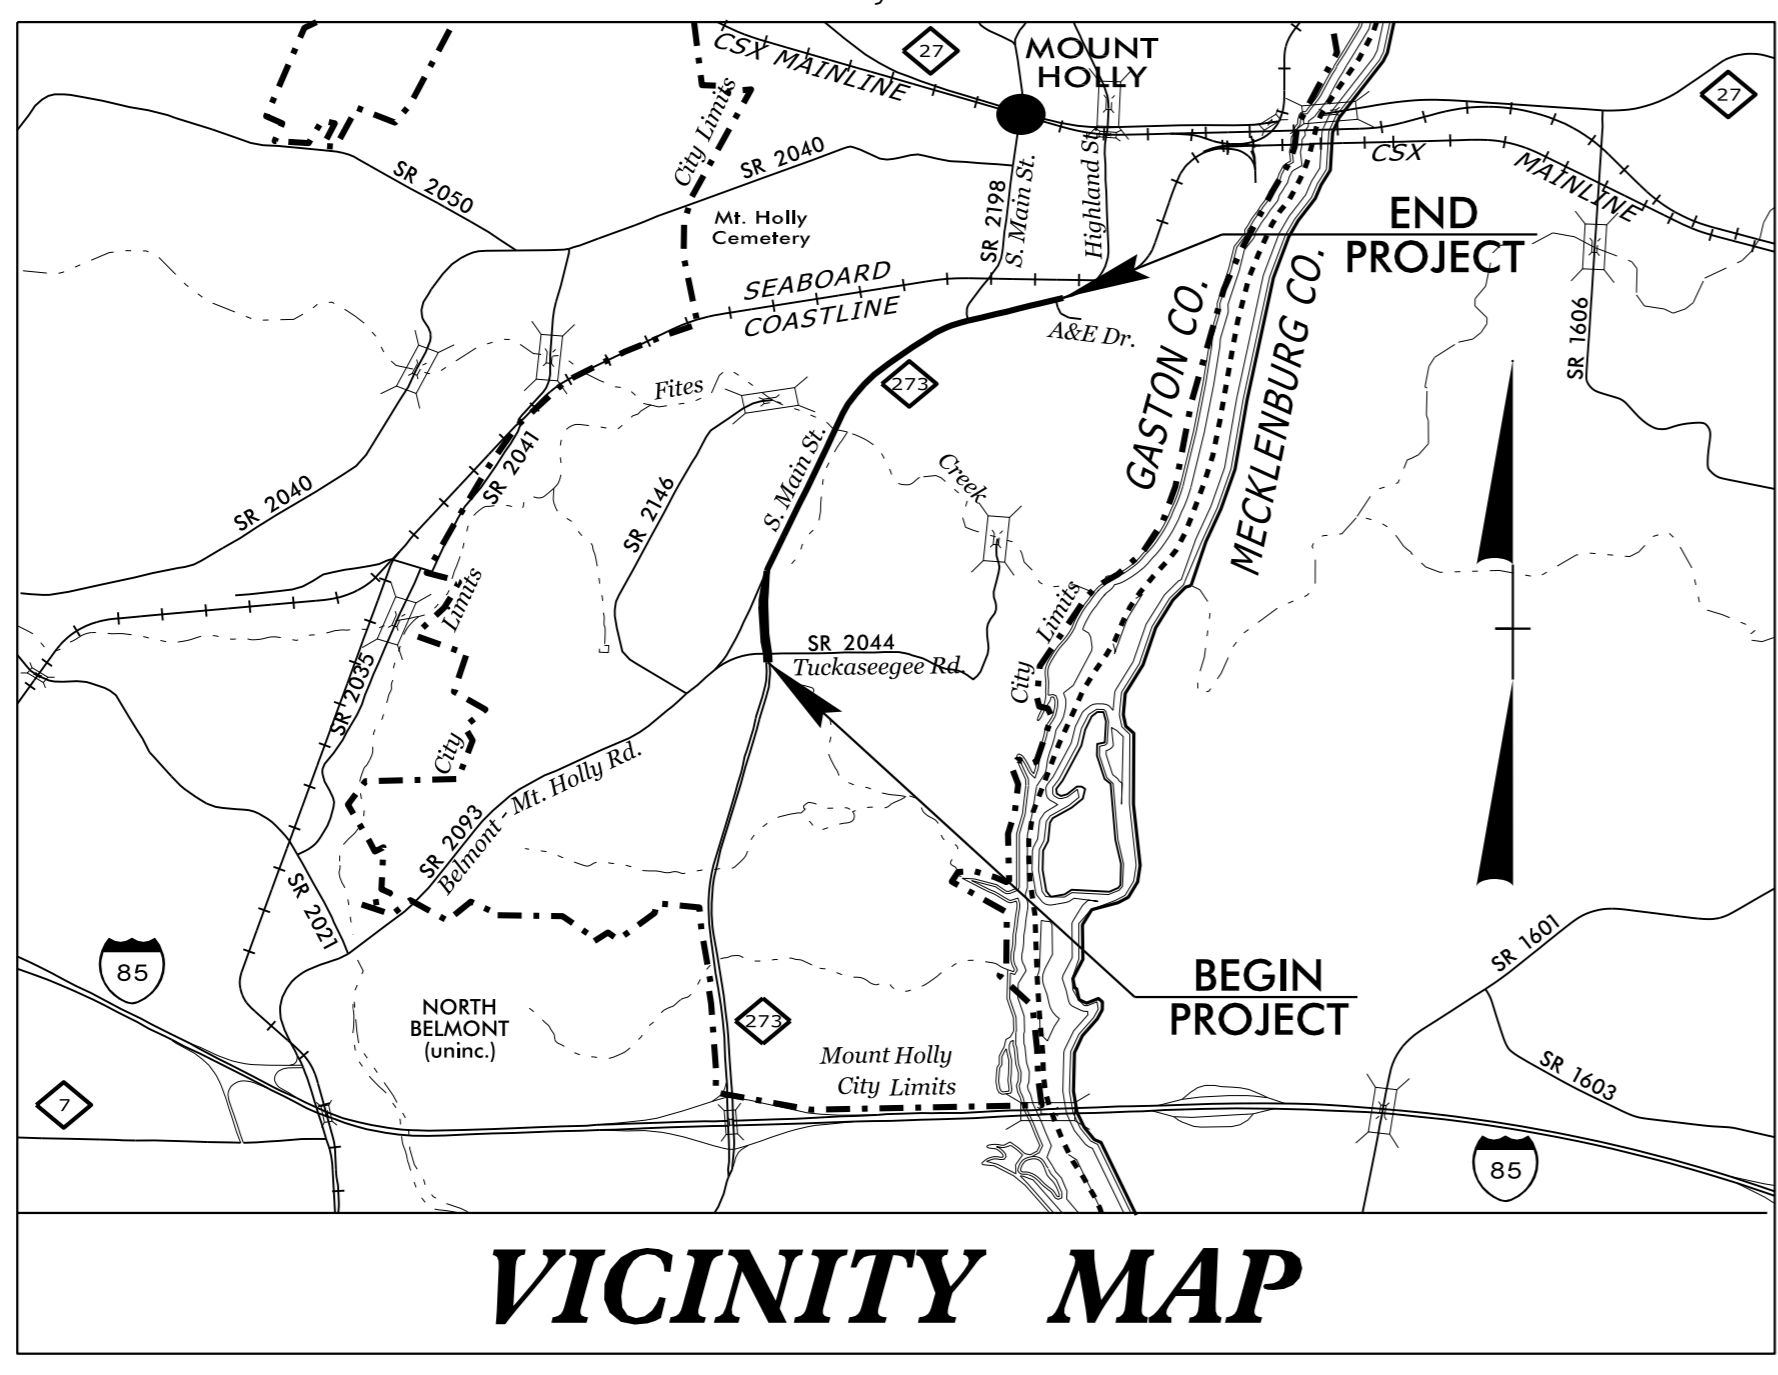 27
MOUNT
HOLLY
CSX MAINLINE
27
City Limits
SR 2040
SR 2050
CSX
MAINLINE
Mt. Holly
Cemetery
SR 2198
S. Main St.
Highland St.
END
PROJECT
SEABOARD
COASTLINE
A&E Dr.
GASTON CO.
MECKLENBURG CO.
SR 1606
Fites
273
SR 2041
S. Main St.
Creek
SR 2040
SR 2146
Limits
City
Limits
City
SR 2044
Tuckaseegee Rd.
SR 2035
SR 2093
Belmont - Mt. Holly Rd.
SR 2021
85
SR 1601
BEGIN
PROJECT
NORTH
BELMONT
(uninc.)
273
Mount Holly
City Limits
SR 1603
7
85
VICINITY MAP